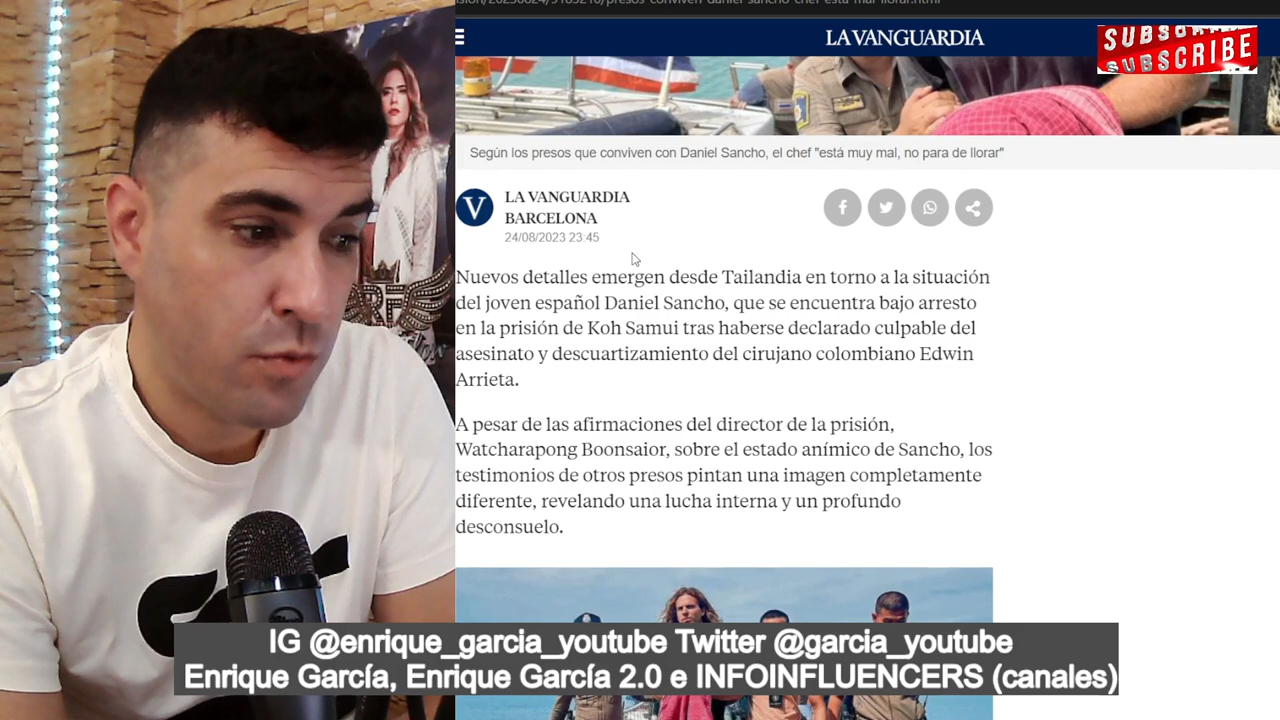 LA VANGUARDIA
SUBSCRIBE
SUBSCRIBE
Según los presos que conviven con Daniel Sancho, el chef "está muy mal, no para de llorar"
V
LA VANGUARDIA
BARCELONA
24/08/2023 23:45
Nuevos detalles emergen desde Tailandia en torno a la situación
del joven español Daniel Sancho, que se encuentra bajo arresto
en la prisión de Koh Samui tras haberse declarado culpable del
asesinato y descuartizamiento del cirujano colombiano Edwin
Arrieta.
A pesar de las afirmaciones del director de la prisión,
Watcharapong Boonsaior, sobre el estado anímico de Sancho, los
testimonios de otros presos pintan una imagen completamente
diferente, revelando una lucha interna y un profundo
desconsuelo.
RF
IG @enrique_garcia_youtube Twitter @garcia_youtube
Enrique García, Enrique García 2.0 e INFOINFLUENCERS (canales)